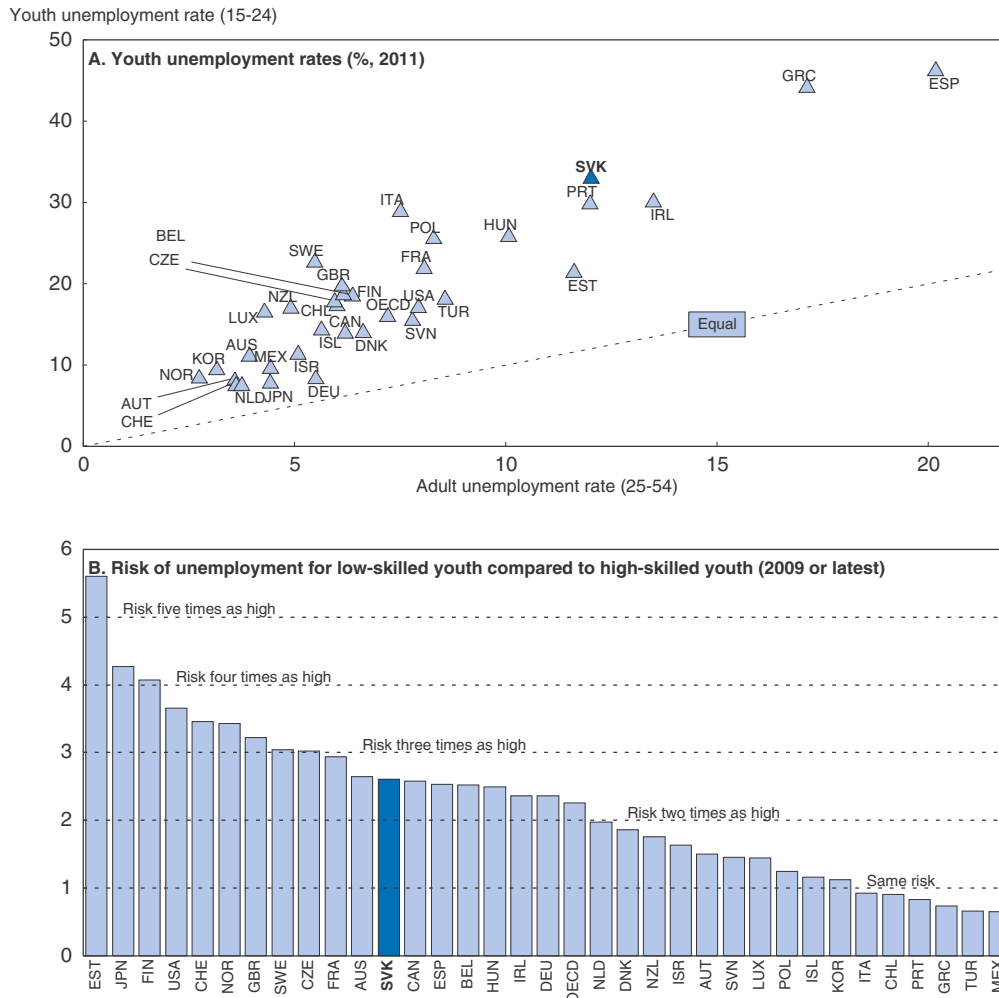 Youth unemployment rate (15-24)
50
A. Youth unemployment rates (%, 2011)
GRC
ESP
40
SVK
PRT
30
ITA
IRL
POL
HUN
BEL
SWE
FRA
CZE
GBR
EST
20
FIN
NZL
CHL
OECD
USA
TUR
LUX
CAN
SVN
Equal
ISL
DNK
AUS
KOR
MEX
10
ISR
NOR
DEU
AUT
NLD
JPN
CHE
0
0 5 10 15 20
Adult unemployment rate (25-54)
6
B. Risk of unemployment for low-skilled youth compared to high-skilled youth (2009 or latest)
Risk five times as high
5
Risk four times as high
4
Risk three times as high
3
Risk two times as high
2
Same risk
1
0
EST JPN FIN USA CHE NOR GBR SWE CZE FRA AUS SVK CAN ESP BEL HUN IRL DEU OECD NLD DNK NZL ISR AUT SVN LUX POL ISL KOR ITA CHL PRT GRC TUR MEX